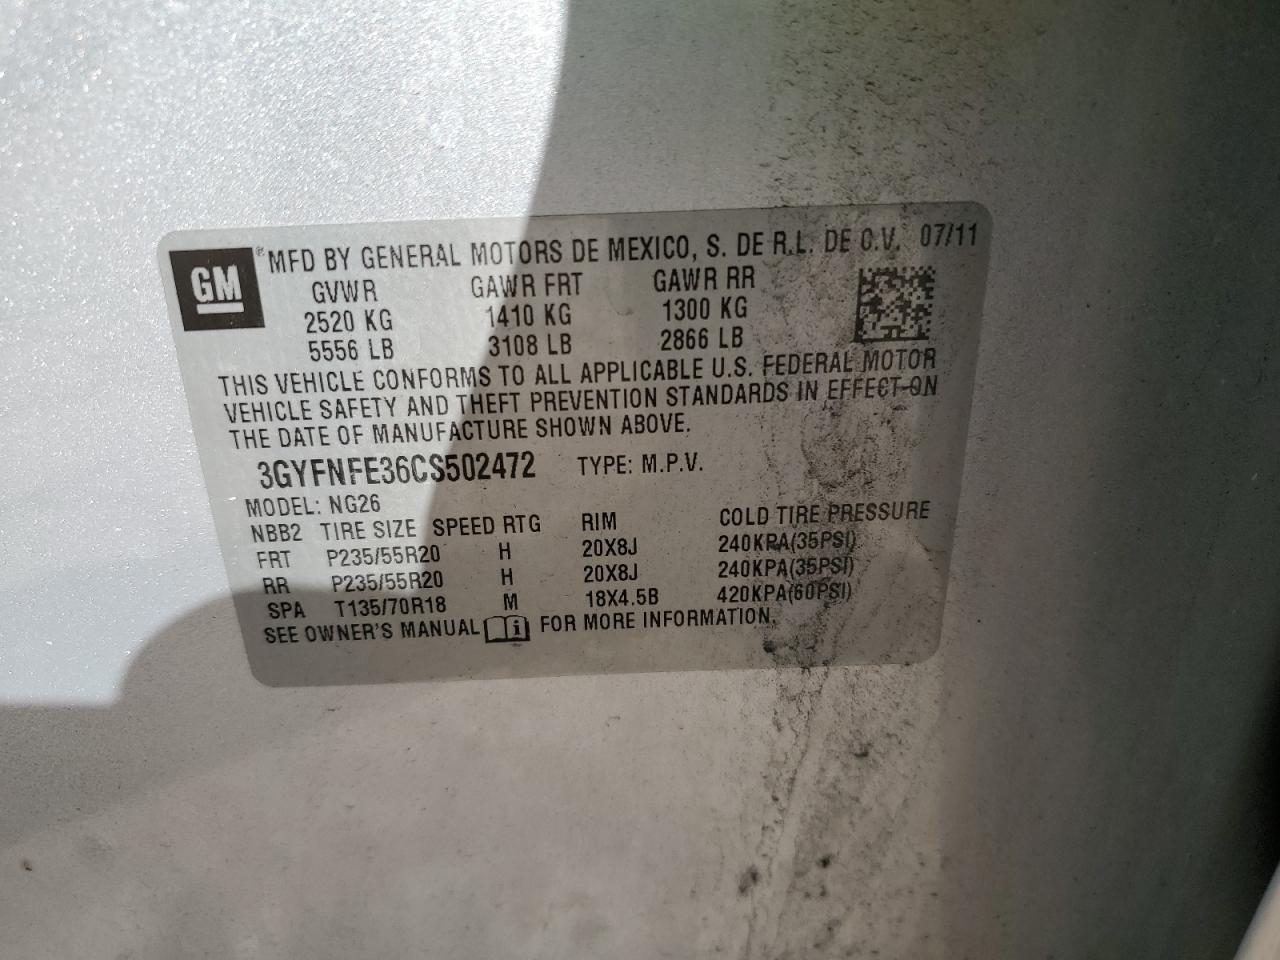 GM
® MFD BY GENERAL MOTORS DE MEXICO, S. DE R.L. DE C.V. 07/11
GVWR GAWR FRT GAWR RR
2520 KG 1410 KG 1300 KG
5556 LB 3108 LB 2866 LB
THIS VEHICLE CONFORMS TO ALL APPLICABLE U.S. FEDERAL MOTOR
VEHICLE SAFETY AND THEFT PREVENTION STANDARDS IN EFFECT ON
THE DATE OF MANUFACTURE SHOWN ABOVE.
3GYFNFE36CS502472 TYPE: M.P.V.
MODEL: NG26
NBB2 TIRE SIZE SPEED RTG RIM COLD TIRE PRESSURE
FRT P235/55R20 H 20X8J 240KPA(35PSI)
RR P235/55R20 H 20X8J 240KPA(35PSI)
SPA T135/70R18 M 18X4.5B 420KPA(60PSI)
SEE OWNER'S MANUAL i FOR MORE INFORMATION.